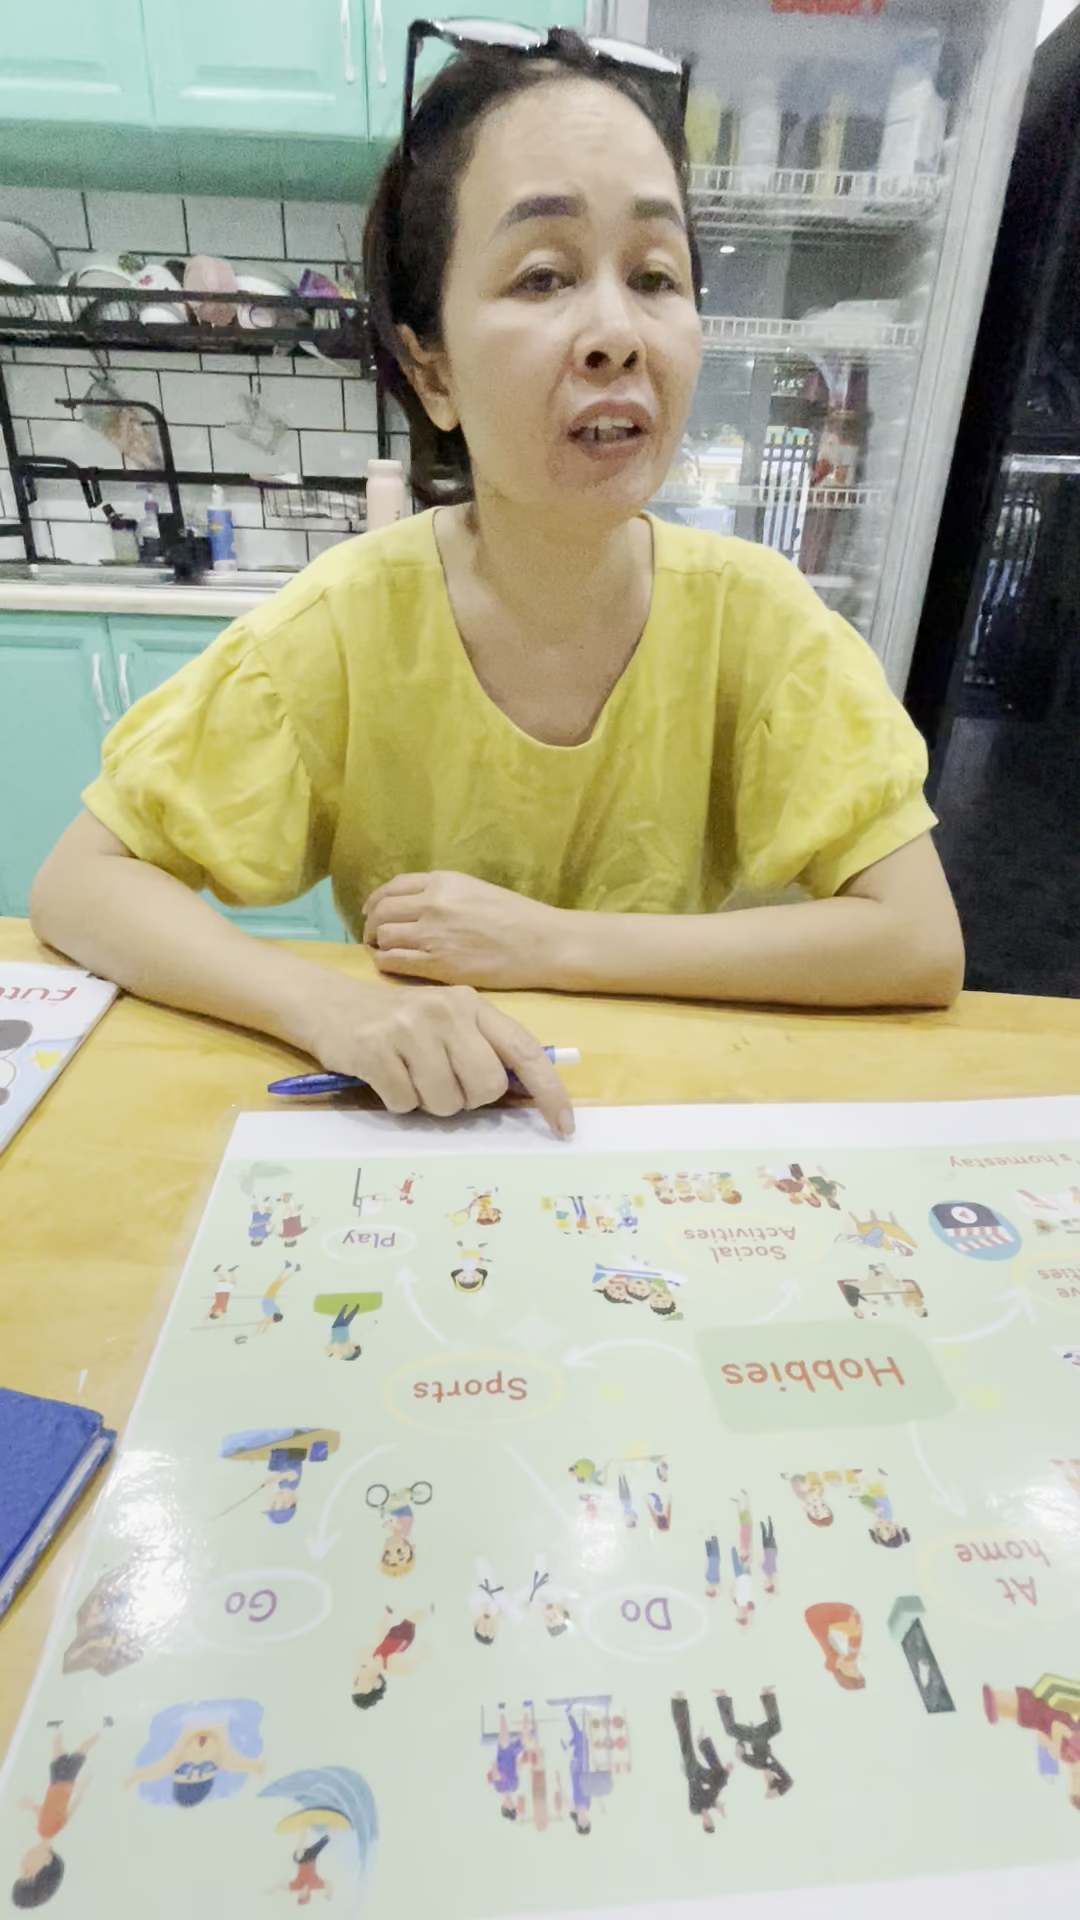 Hobbies
Sports
Play
Go
Do
Social
Activities
At
home
's homestay